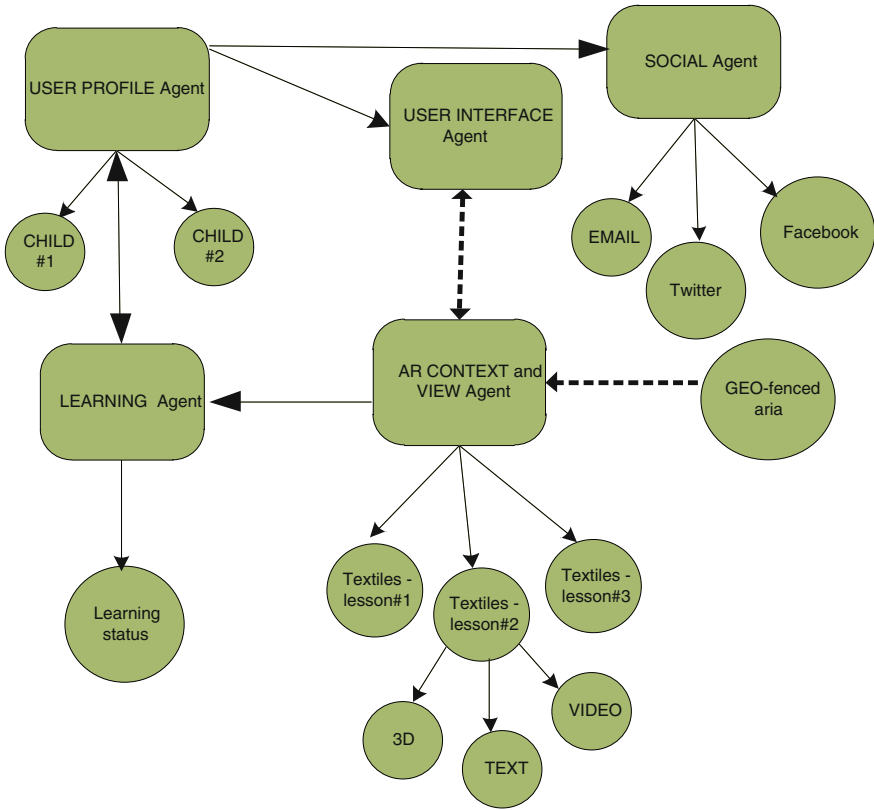 USER PROFILE Agent
SOCIAL Agent
USER INTERFACE
Agent
CHILD
#1
CHILD
#2
EMAIL
Twitter
Facebook
LEARNING Agent
AR CONTEXT and
VIEW Agent
GEO-fenced
aria
Learning
status
Textiles -
lesson#1
Textiles -
lesson#2
Textiles -
lesson#3
3D
TEXT
VIDEO